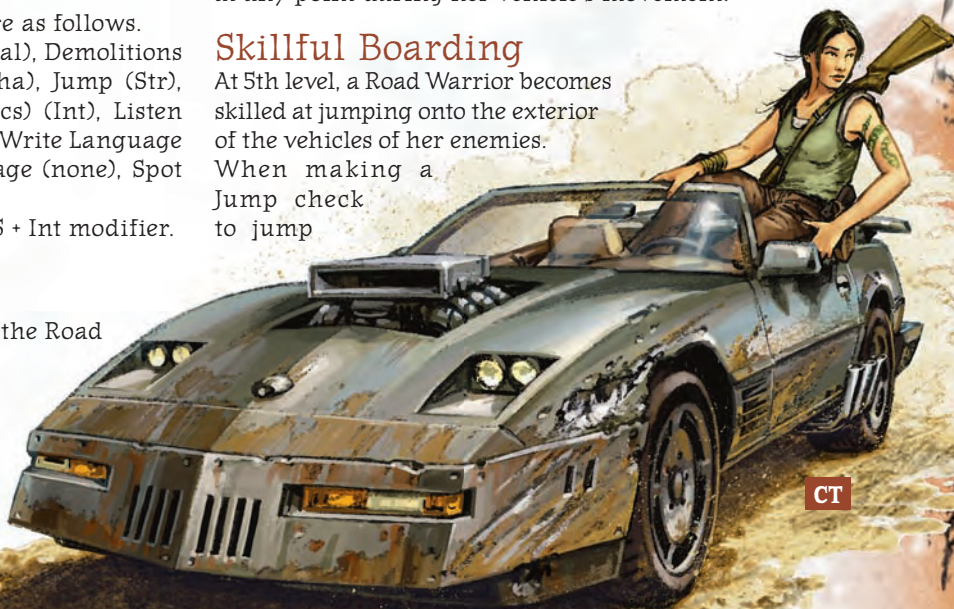 re as follows.
al), Demolitions
ha), Jump (Str),
cs) (Int), Listen
Write Language
age (none), Spot
+ Int modifier.
the Road
Skillful Boarding
At 5th level, a Road Warrior becomes
skilled at jumping onto the exterior
of the vehicles of her enemies.
When making a
Jump check
to jump
CT